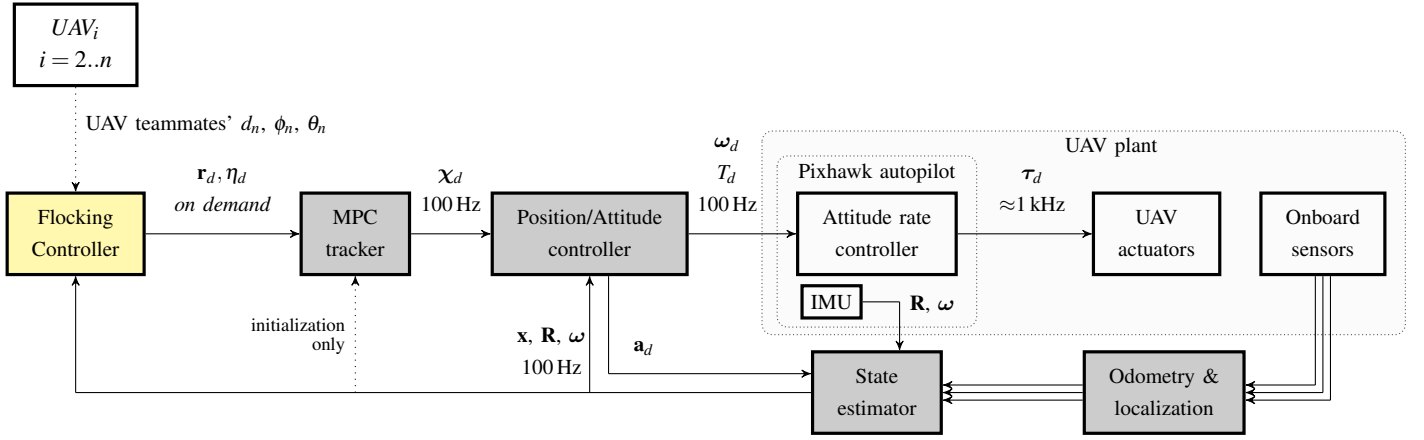 UAV_i
i = 2..n
UAV teammates' d_n, ϕ_n, θ_n
UAV plant
Pixhawk autopilot
r_d, η_d
on demand
χ_d
100 Hz
ω_d
T_d
100 Hz
τ_d
≈1 kHz
Flocking
Controller
MPC
tracker
Position/Attitude
controller
Attitude rate
controller
UAV
actuators
Onboard
sensors
IMU
R, ω
initialization
only
x, R, ω
100 Hz
a_d
State
estimator
Odometry &
localization